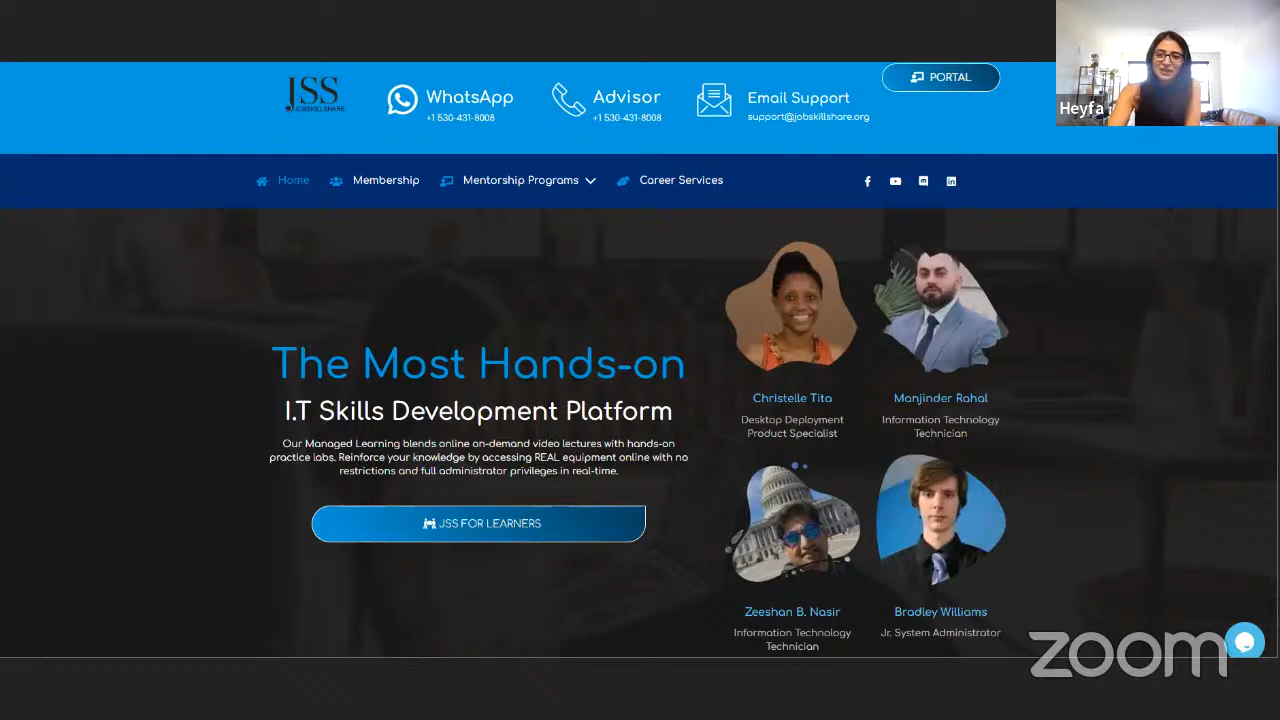 JSS
JOBSKILLSHARE
WhatsApp
+1 530-431-8008
Advisor
+1 530-431-8008
Email Support
support@jobskillshare.org
PORTAL
Heyfa
Home
Membership
Mentorship Programs
Career Services
The Most Hands-on
I.T Skills Development Platform
Our Managed Learning blends online on-demand video lectures with hands-on
practice labs. Reinforce your knowledge by accessing REAL equipment online with no
restrictions and full administrator privileges in real-time.
JSS FOR LEARNERS
Christelle Tita
Desktop Deployment
Product Specialist
Manjinder Rahal
Information Technology
Technician
Zeeshan B. Nasir
Information Technology
Technician
Bradley Williams
Jr. System Administrator
zoom